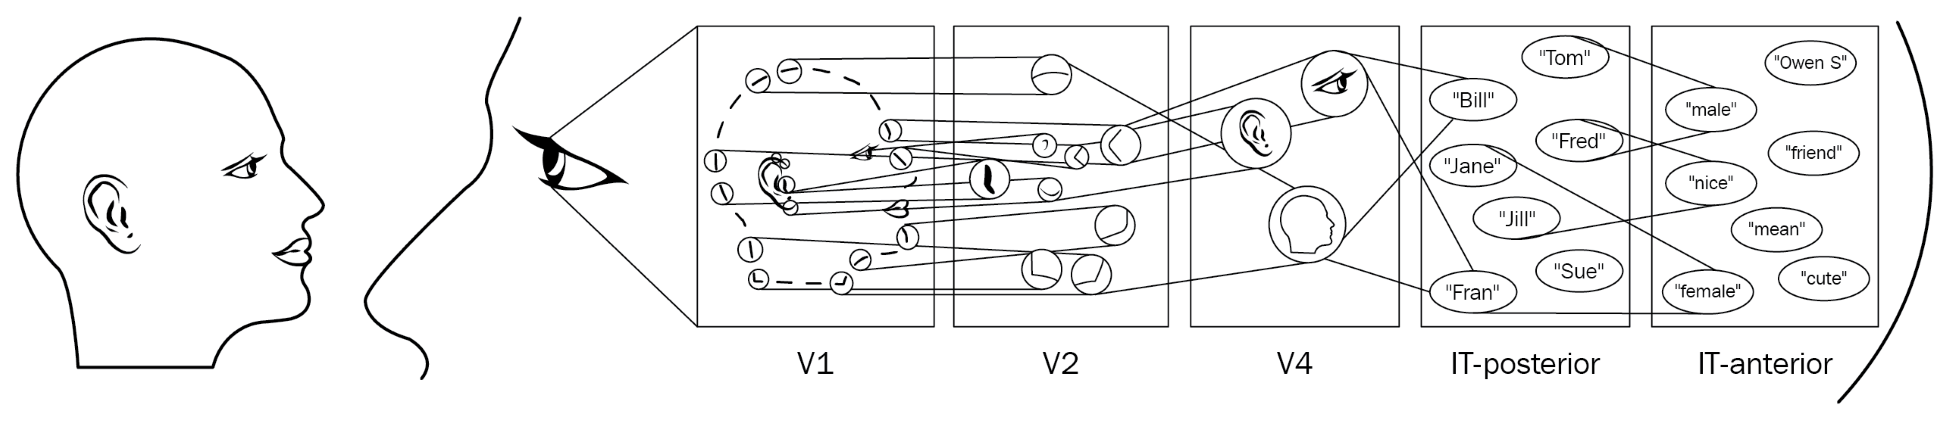 "Tom"
"Owen S"
"Bill"
"male"
"Fred"
"friend"
"Jane"
"nice"
"Jill"
"mean"
"Sue"
"cute"
"Fran"
"female"
V1 V2 V4 IT-posterior IT-anterior